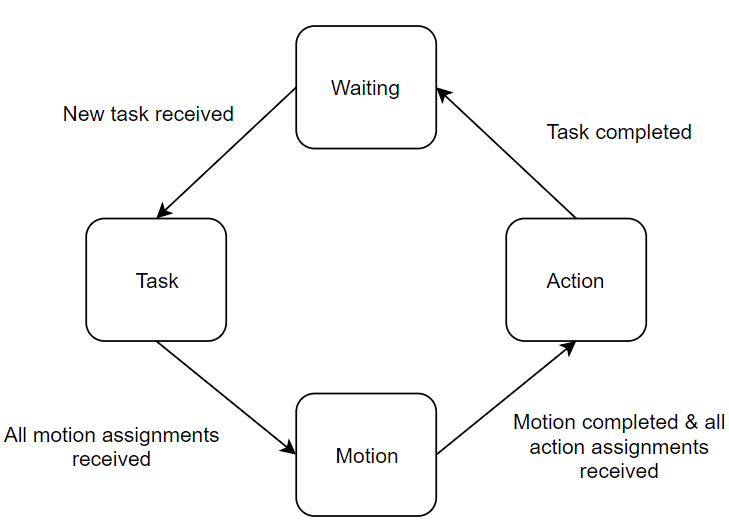 Waiting
New task received
Task completed
Task
Action
All motion assignments
received
Motion
Motion completed & all
action assignments
received